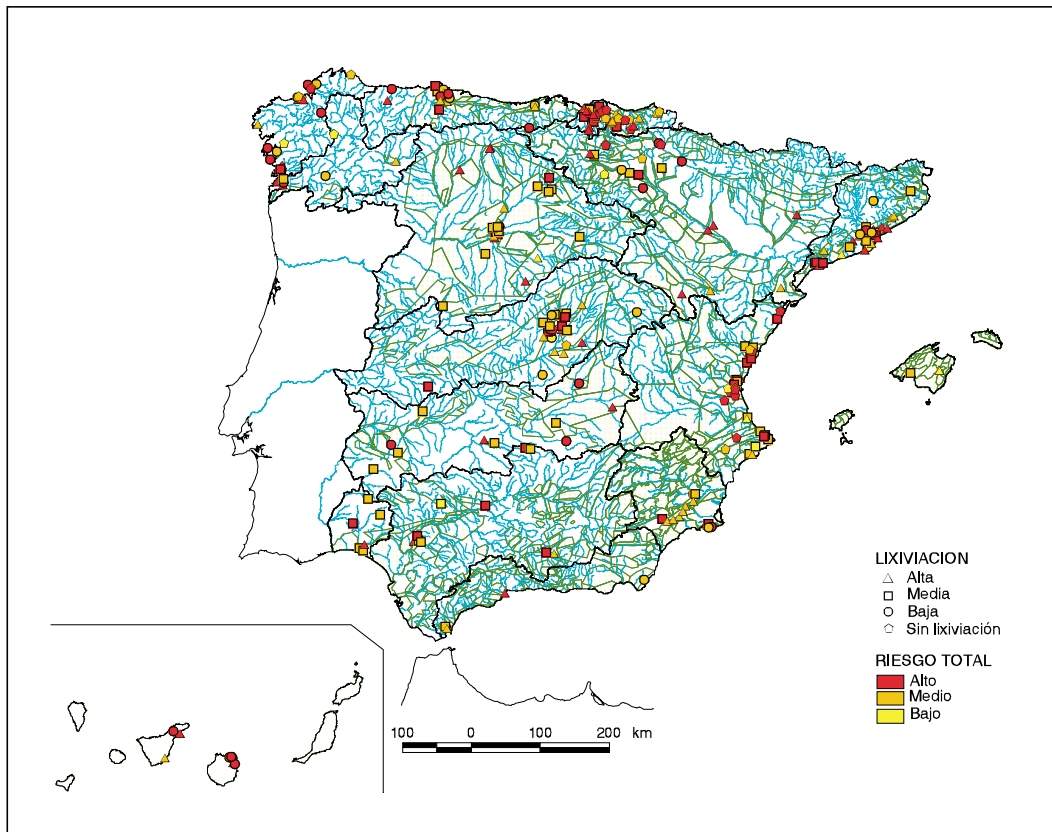 LIXIVIACION
Alta
Media
Baja
Sin lixiviación
RIESGO TOTAL
Alto
Medio
Bajo
100 0 100 200 km